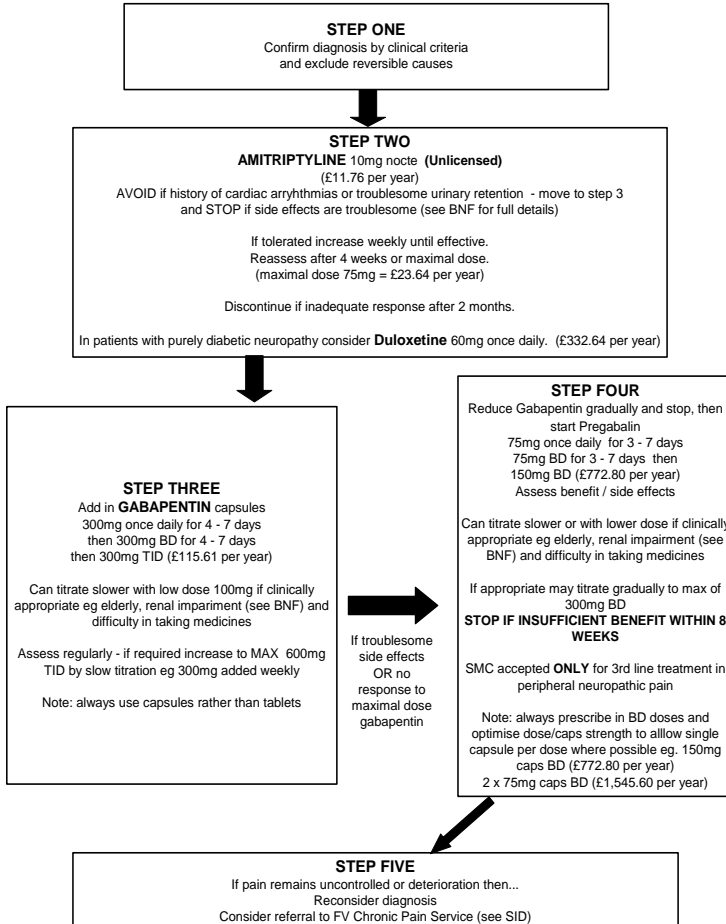 STEP ONE
Confirm diagnosis by clinical criteria
and exclude reversible causes
STEP TWO
AMITRIPTYLINE 10mg nocte (Unlicensed)
(£11.76 per year)
AVOID if history of cardiac arryhthmias or troublesome urinary retention - move to step 3
and STOP if side effects are troublesome (see BNF for full details)
If tolerated increase weekly until effective.
Reassess after 4 weeks or maximal dose.
(maximal dose 75mg = £23.64 per year)
Discontinue if inadequate response after 2 months.
In patients with purely diabetic neuropathy consider Duloxetine 60mg once daily. (£332.64 per year)
STEP THREE
Add in GABAPENTIN capsules
300mg once daily for 4 - 7 days
then 300mg BD for 4 - 7 days
then 300mg TID (£115.61 per year)
Can titrate slower with low dose 100mg if clinically
appropriate eg elderly, renal impariment (see BNF) and
difficulty in taking medicines
Assess regularly - if required increase to MAX 600mg
TID by slow titration eg 300mg added weekly
Note: always use capsules rather than tablets
If troublesome
side effects
OR no
response to
maximal dose
gabapentin
STEP FOUR
Reduce Gabapentin gradually and stop, then
start Pregabalin
75mg once daily for 3 - 7 days
75mg BD for 3 - 7 days then
150mg BD (£772.80 per year)
Assess benefit / side effects
Can titrate slower or with lower dose if clinically
appropriate eg elderly, renal impairment (see
BNF) and difficulty in taking medicines
If appropriate may titrate gradually to max of
300mg BD
STOP IF INSUFFICIENT BENEFIT WITHIN 8
WEEKS
SMC accepted ONLY for 3rd line treatment in
peripheral neuropathic pain
Note: always prescribe in BD doses and
optimise dose/caps strength to alllow single
capsule per dose where possible eg. 150mg
caps BD (£772.80 per year)
2 x 75mg caps BD (£1,545.60 per year)
STEP FIVE
If pain remains uncontrolled or deterioration then...
Reconsider diagnosis
Consider referral to FV Chronic Pain Service (see SID)